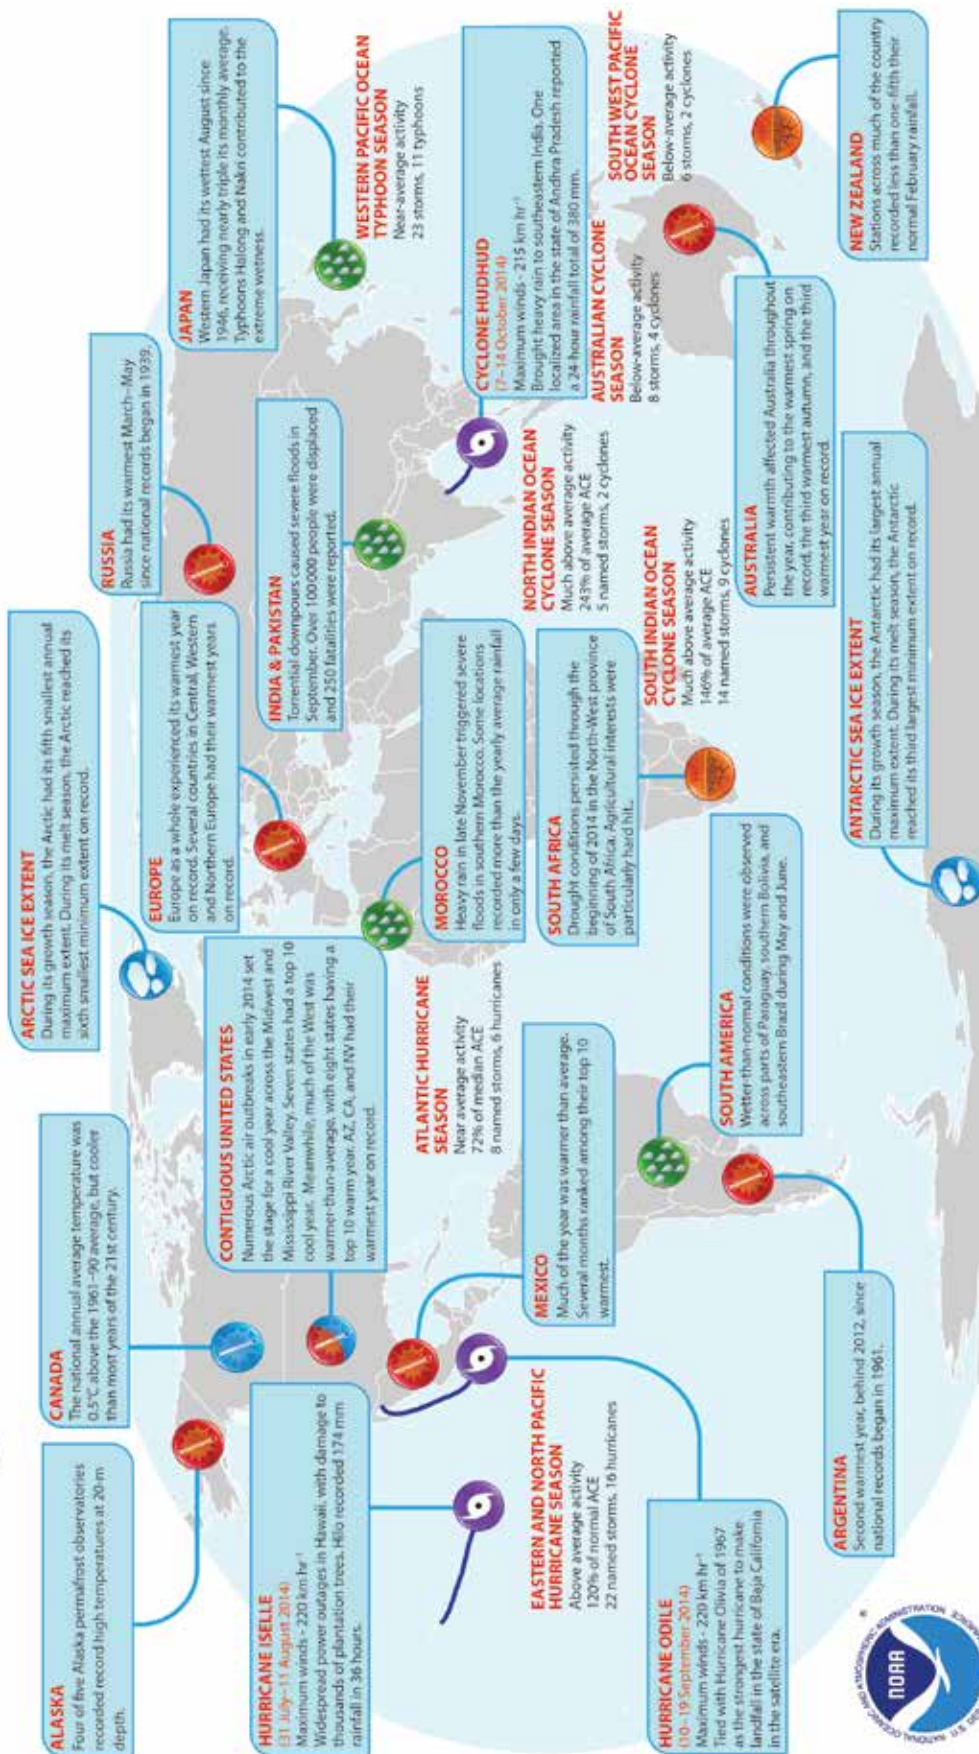 ALASKA
Four of five Alaska permafrost observatories
recorded record high temperatures at 20-m
depth.
CANADA
The national annual average temperature was
0.5°C above the 1961–90 average, but cooler
than most years of the 21st century.
ARCTIC SEA ICE EXTENT
During its growth season, the Arctic had its fifth smallest annual
maximum extent. During its melt season, the Arctic reached its
sixth smallest minimum extent on record.
RUSSIA
Russia had its warmest March–May
since national records began in 1939.
JAPAN
Western Japan had its wettest August since
1946, receiving nearly triple its monthly average.
Typhoons Halong and Nakri contributed to the
extreme wetness.
EUROPE
Europe as a whole experienced its warmest year
on record. Several countries in Central, Western
and Northern Europe had their warmest years
on record.
CONTIGUOUS UNITED STATES
Numerous Arctic air outbreaks in early 2014 set
the stage for a cool year across the Midwest and
Mississippi River Valley. Seven states had a top 10
cool year. Meanwhile, much of the West was
warmer-than-average, with eight states having a
top 10 warm year. AZ, CA, and NV had their
warmest year on record.
HURRICANE ISELLE
(31 July–11 August 2014)
Maximum winds - 220 km hr⁻¹
Widespread power outages in Hawaii, with damage to
thousands of plantation trees. Hilo recorded 174 mm
rainfall in 36 hours.
INDIA & PAKISTAN
Torrential downpours caused severe floods in
September. Over 100 000 people were displaced
and 250 fatalities were reported.
WESTERN PACIFIC OCEAN
TYPHOON SEASON
Near-average activity
23 storms, 11 typhoons
ATLANTIC HURRICANE
SEASON
Near average activity
72% of median ACE
8 named storms, 6 hurricanes
MOROCCO
Heavy rain in late November triggered severe
floods in southern Morocco. Some locations
recorded more than the yearly average rainfall
in only a few days.
CYCLONE HUDHUD
(7–14 October 2014)
Maximum winds - 215 km hr⁻¹
Brought heavy rain to southeastern India. One
localized area in the state of Andhra Pradesh reported
a 24-hour rainfall total of 380 mm.
NORTH INDIAN OCEAN
CYCLONE SEASON
Much above average activity
243% of average ACE
5 named storms, 2 cyclones
EASTERN AND NORTH PACIFIC
HURRICANE SEASON
Above average activity
120% of normal ACE
22 named storms, 16 hurricanes
MEXICO
Much of the year was warmer than average.
Several months ranked among their top 10
warmest.
SOUTH AFRICA
Drought conditions persisted through the
begining of 2014 in the North-West province
of South Africa. Agricultural interests were
particularly hard hit.
AUSTRALIAN CYCLONE
SEASON
Below-average activity
8 storms, 4 cyclones
SOUTH WEST PACIFIC
OCEAN CYCLONE
SEASON
Below-average activity
6 storms, 2 cyclones
SOUTH INDIAN OCEAN
CYCLONE SEASON
Much above average activity
146% of average ACE
14 named storms, 9 cyclones
HURRICANE ODILE
(10–19 September 2014)
Maximum winds - 220 km hr⁻¹
Tied with Hurricane Olivia of 1967
as the strongest hurricane to make
landfall in the state of Baja California
in the satellite era.
SOUTH AMERICA
Wetter-than-normal conditions were observed
across parts of Paraguay, southern Bolivia, and
southeastern Brazil during May and June.
AUSTRALIA
Persistent warmth affected Australia throughout
the year, contributing to the warmest spring on
record, the third warmest autumn, and the third
warmest year on record.
ARGENTINA
Second warmest year, behind 2012, since
national records began in 1961.
ANTARCTIC SEA ICE EXTENT
During its growth season, the Antarctic had its largest annual
maximum extent. During its melt season, the Antarctic
reached its third largest minimum extent on record.
NEW ZEALAND
Stations across much of the country
recorded less than one-fifth their
normal February rainfall.
NATIONAL OCEANIC AND ATMOSPHERIC ADMINISTRATION
NOAA